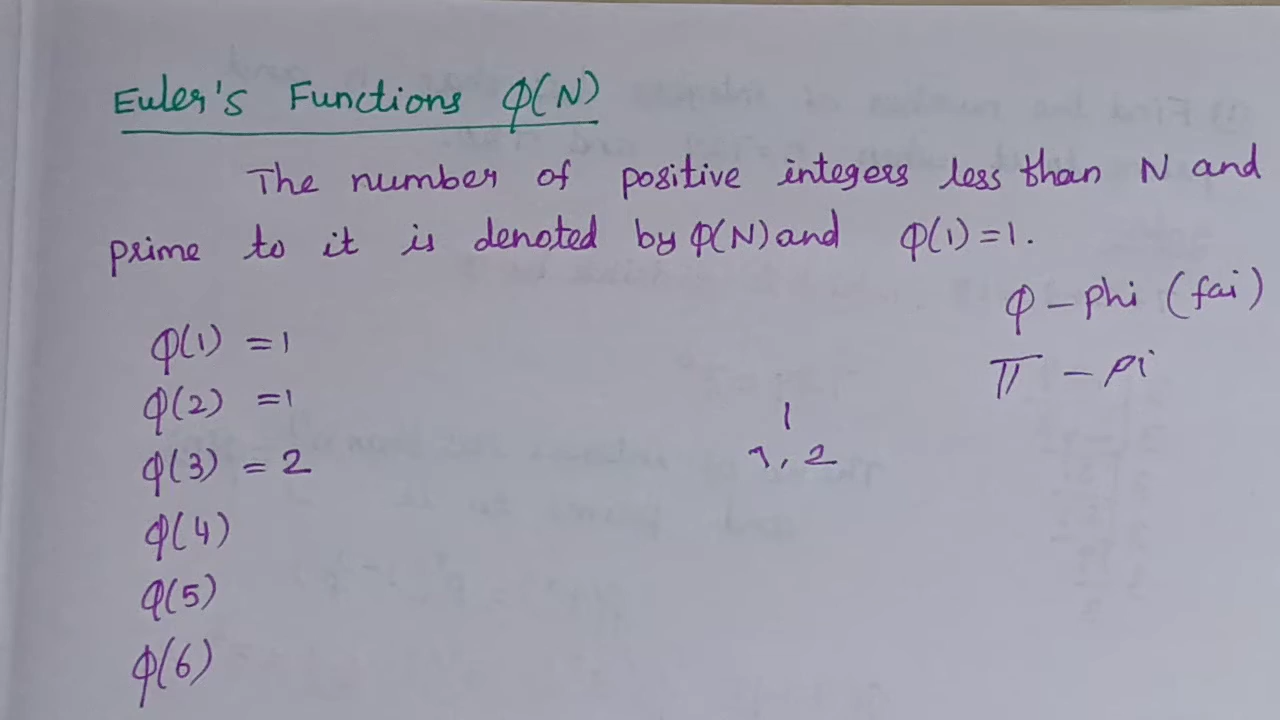 Euler's Functions φ(N)
The number of positive integers less than N and
prime to it is denoted by φ(N) and φ(1) = 1.
φ – phi (fai)
π – pi
φ(1) = 1
φ(2) = 1 1
φ(3) = 2 1, 2
φ(4)
φ(5)
φ(6)